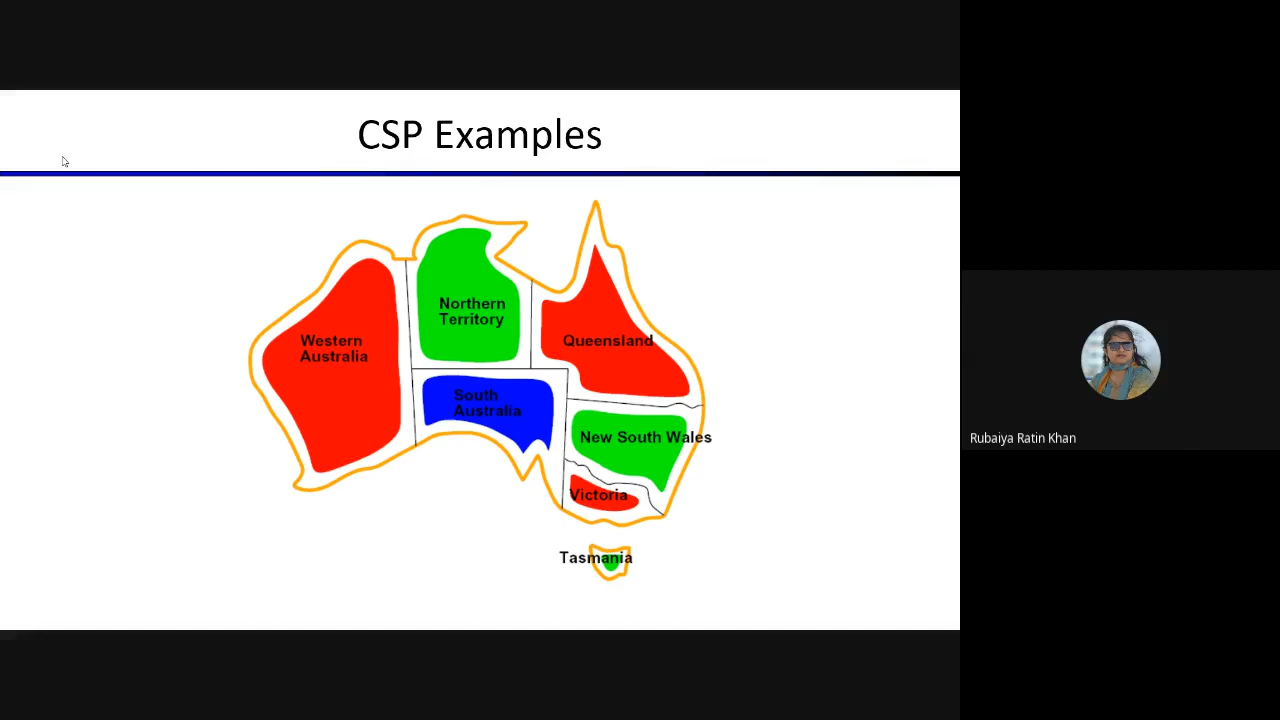 CSP Examples
Northern
Territory
Western
Australia
Queensland
South
Australia
New South Wales
Victoria
Tasmania
Rubaiya Ratin Khan